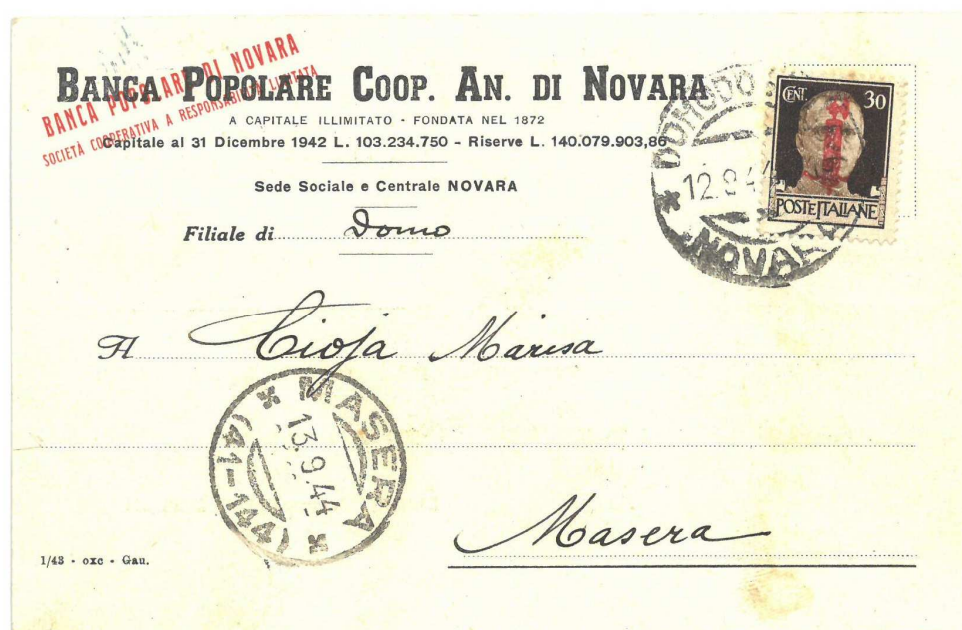 BANCA POPOLARE DI NOVARA
SOCIETÀ COOPERATIVA A RESPONSABILITÀ LIMITATA
BANCA POPOLARE COOP. AN. DI NOVARA
A CAPITALE ILLIMITATO - FONDATA NEL 1872
Capitale al 31 Dicembre 1942 L. 103.234.750 - Riserve L. 140.079.903,86
Sede Sociale e Centrale NOVARA
Filiale di Domo
DOMODO
12.9.44
NOVARA
CENT. 30
POSTE ITALIANE
A Cioja Marisa
MASERA
13.9.44
(41-144)
Masera
1/43 - oxc - Gau.